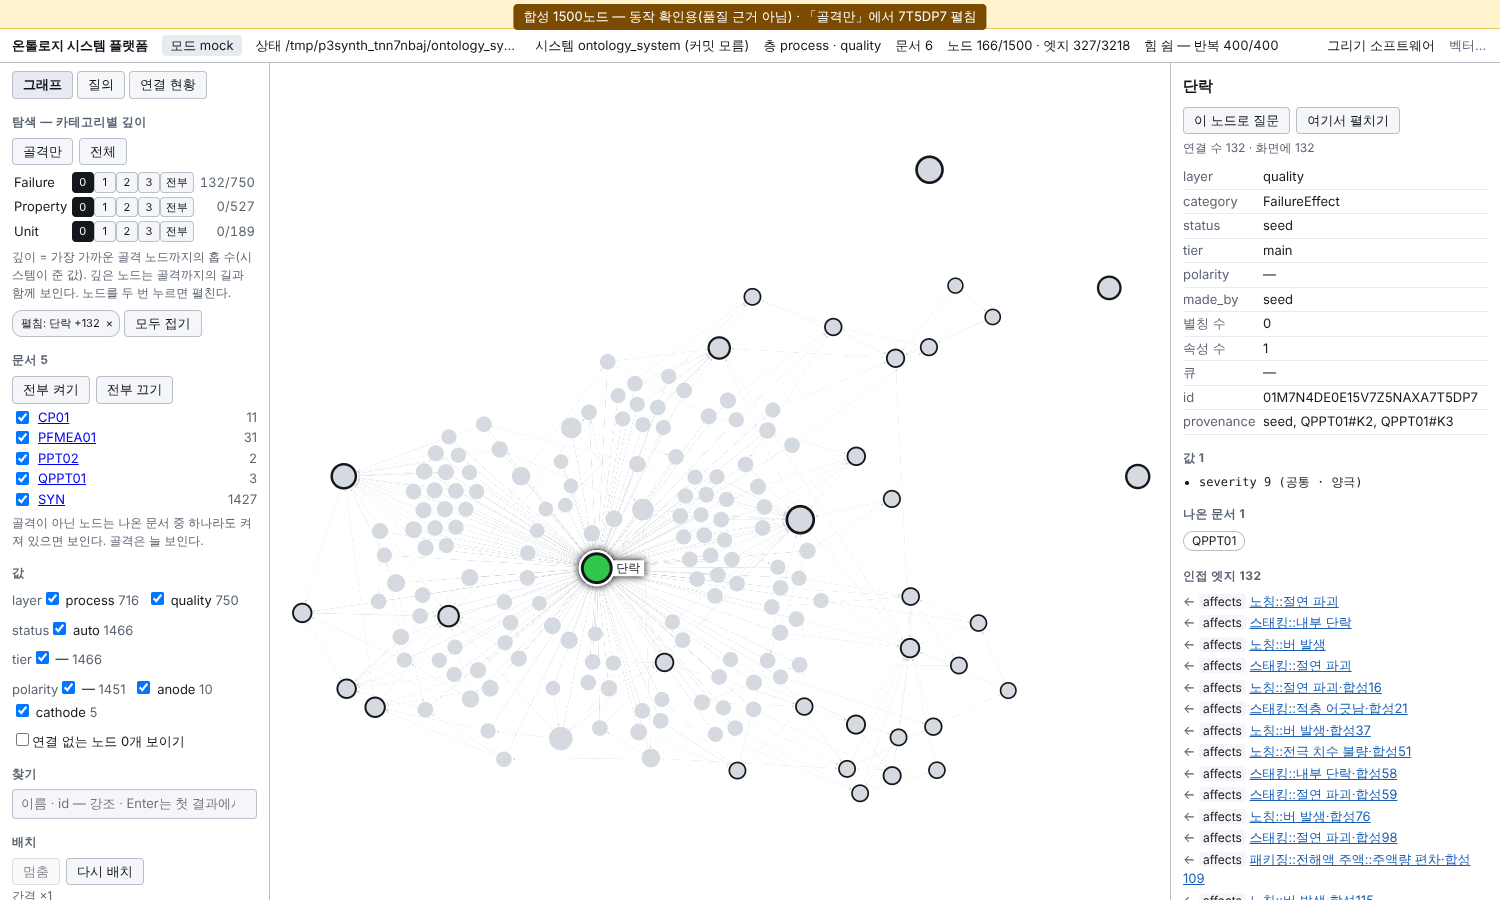 합성 1500노드 — 동작 확인용(품질 근거 아님) · 「골격만」에서 7T5DP7 펼침
온톨로지 시스템 플랫폼 모드 mock 상태 /tmp/p3synth_tnn7nbaj/ontology_sy… 시스템 ontology_system (커밋 모름) 층 process · quality 문서 6 노드 166/1500 · 엣지 327/3218 힘 쉼 — 반복 400/400 그리기 소프트웨어 벡터…
그래프 질의 연결 현황
탐색 — 카테고리별 깊이
골격만 전체
Failure 0 1 2 3 전부 132/750
Property 0 1 2 3 전부 0/527
Unit 0 1 2 3 전부 0/189
깊이 = 가장 가까운 골격 노드까지의 홉 수(시
스템이 준 값). 깊은 노드는 골격까지의 길과
함께 보인다. 노드를 두 번 누르면 펼친다.
펼침: 단락 +132 × 모두 접기
문서 5
전부 켜기 전부 끄기
CP01 11
PFMEA01 31
PPT02 2
QPPT01 3
SYN 1427
골격이 아닌 노드는 나온 문서 중 하나라도 켜
져 있으면 보인다. 골격은 늘 보인다.
값
layer process 716 quality 750
status auto 1466
tier — 1466
polarity — 1451 anode 10
cathode 5
연결 없는 노드 0개 보이기
찾기
이름 · id — 강조 · Enter는 첫 결과에
배치
멈춤 다시 배치
간격 ×1
단락
단락
이 노드로 질문 여기서 펼치기
연결 수 132 · 화면에 132
layer quality
category FailureEffect
status seed
tier main
polarity —
made_by seed
별칭 수 0
속성 수 1
큐 —
id 01M7N4DE0E15V7Z5NAXA7T5DP7
provenance seed, QPPT01#K2, QPPT01#K3
값 1
• severity 9 (공통 · 양극)
나온 문서 1
QPPT01
인접 엣지 132
← affects 노칭::절연 파괴
← affects 스태킹::내부 단락
← affects 노칭::버 발생
← affects 스태킹::절연 파괴
← affects 노칭::절연 파괴·합성16
← affects 스태킹::적층 어긋남·합성21
← affects 노칭::버 발생·합성37
← affects 노칭::전극 치수 불량·합성51
← affects 스태킹::내부 단락·합성58
← affects 스태킹::절연 파괴·합성59
← affects 노칭::버 발생·합성76
← affects 스태킹::절연 파괴·합성98
← affects 패키징::전해액 주액::주액량 편차·합성
109
← affects 노칭::버 발생·합성115